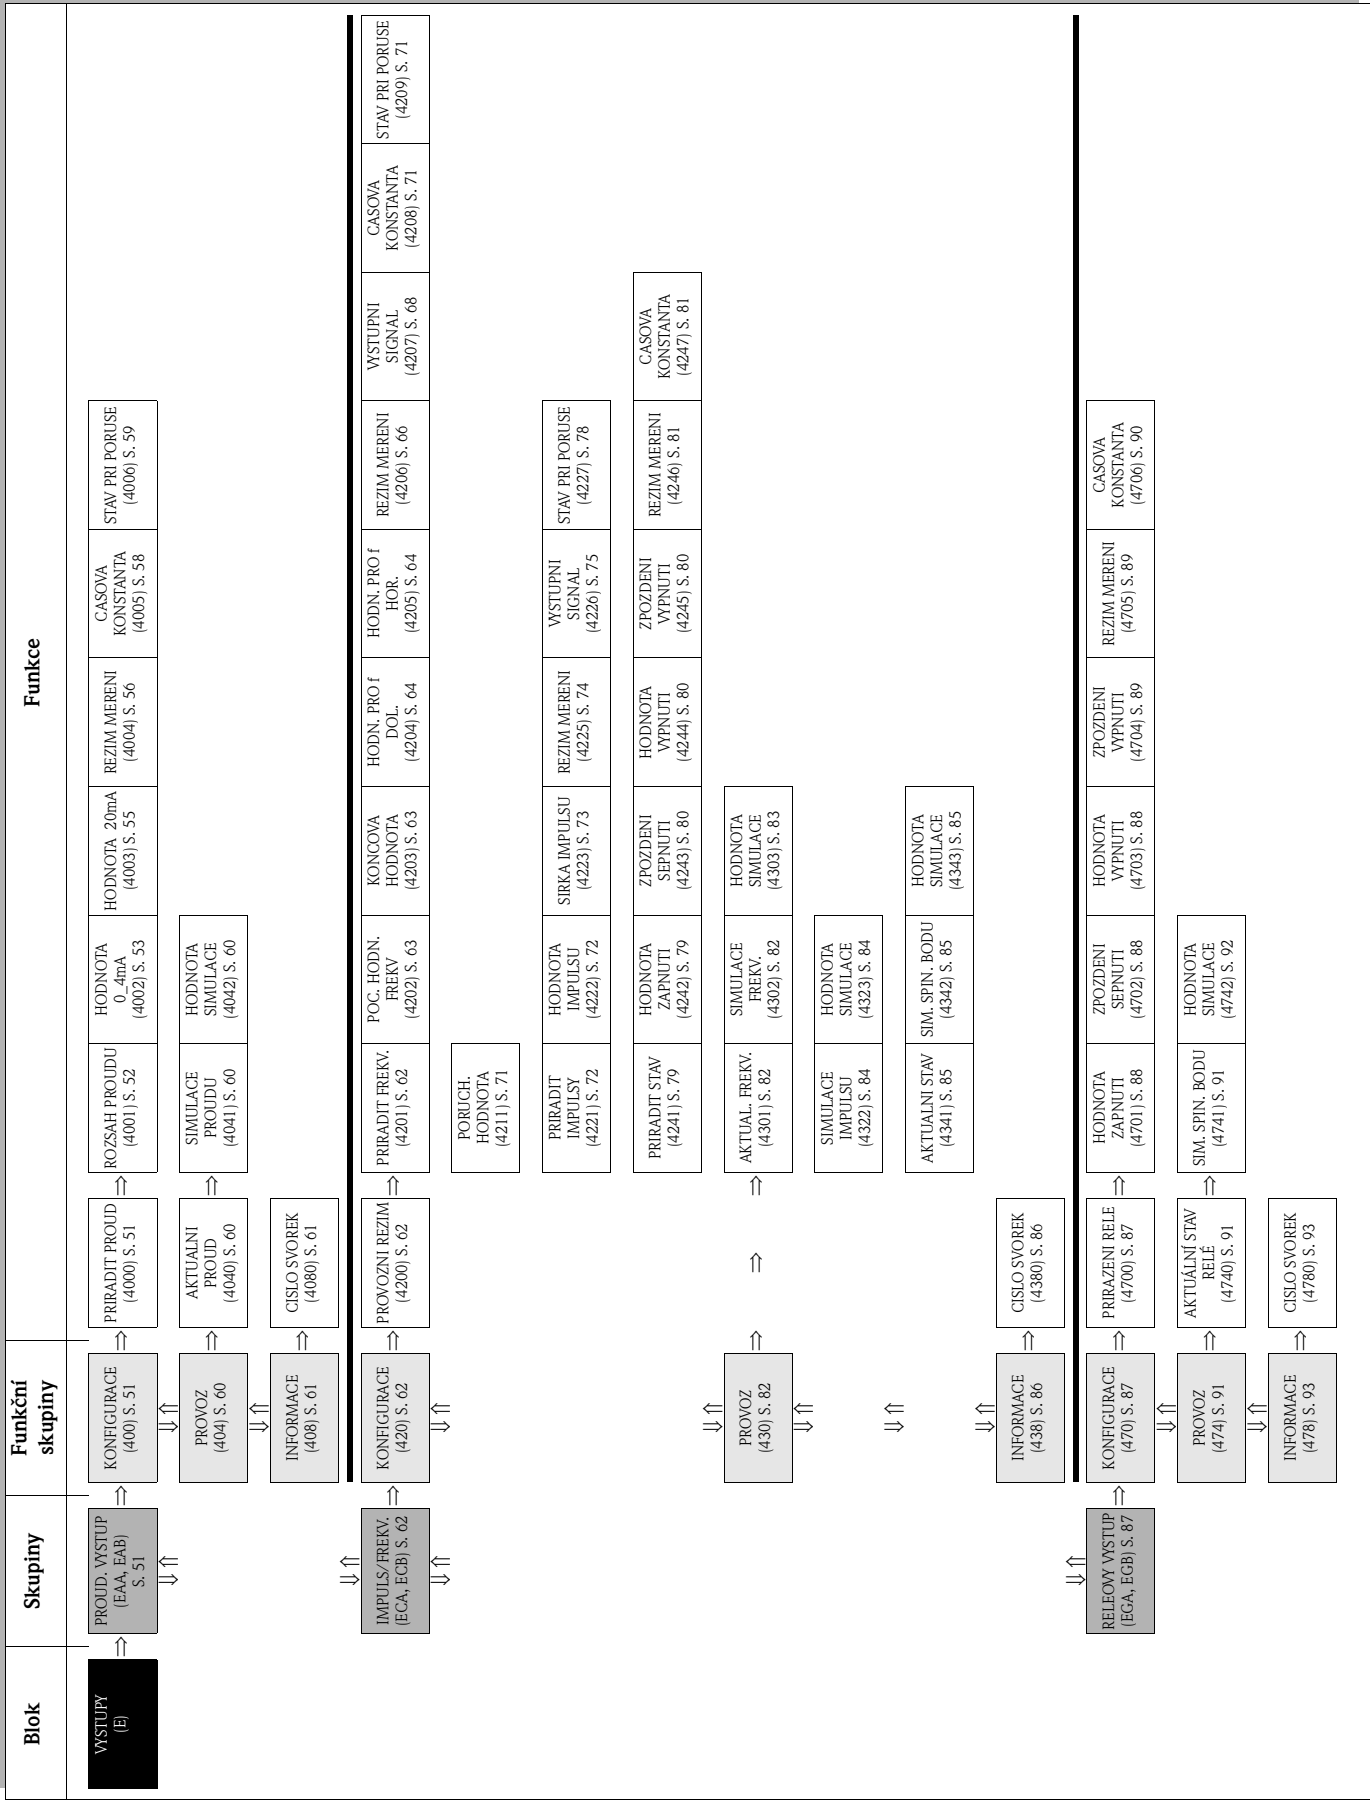 Blok
Skupiny
Funkční
skupiny
Funkce
VYSTUPY
(E)
PROUD. VYSTUP
(EAA, EAB)
S. 51
KONFIGURACE
(400) S. 51
PRIRADIT PROUD
(4000) S. 51
ROZSAH PROUDU
(4001) S. 52
HODNOTA
0_4mA
(4002) S. 53
HODNOTA 20mA
(4003) S. 55
REZIM MERENI
(4004) S. 56
CASOVA
KONSTANTA
(4005) S. 58
STAV PRI PORUSE
(4006) S. 59
PROVOZ
(404) S. 60
AKTUALNI
PROUD
(4040) S. 60
SIMULACE
PROUDU
(4041) S. 60
HODNOTA
SIMULACE
(4042) S. 60
INFORMACE
(408) S. 61
CISLO SVOREK
(4080) S. 61
IMPULS/FREKV.
(ECA, ECB) S. 62
KONFIGURACE
(420) S. 62
PROVOZNI REZIM
(4200) S. 62
PRIRADIT FREKV.
(4201) S. 62
POC. HODN.
FREKV
(4202) S. 63
KONCOVA
HODNOTA
(4203) S. 63
HODN. PRO f
DOL.
(4204) S. 64
HODN. PRO f
HOR.
(4205) S. 64
REZIM MERENI
(4206) S. 66
VYSTUPNI
SIGNAL
(4207) S. 68
CASOVA
KONSTANTA
(4208) S. 71
STAV PRI PORUSE
(4209) S. 71
PORUCH.
HODNOTA
(4211) S. 71
PRIRADIT
IMPULSY
(4221) S. 72
HODNOTA
IMPULSU
(4222) S. 72
SIRKA IMPULSU
(4223) S. 73
REZIM MERENI
(4225) S. 74
VYSTUPNI
SIGNAL
(4226) S. 75
STAV PRI PORUSE
(4227) S. 78
PRIRADIT STAV
(4241) S. 79
HODNOTA
ZAPNUTI
(4242) S. 79
ZPOZDENI
SEPNUTI
(4243) S. 80
HODNOTA
VYPNUTI
(4244) S. 80
ZPOZDENI
VYPNUTI
(4245) S. 80
REZIM MERENI
(4246) S. 81
CASOVA
KONSTANTA
(4247) S. 81
PROVOZ
(430) S. 82
AKTUAL. FREKV.
(4301) S. 82
SIMULACE
FREKV.
(4302) S. 82
HODNOTA
SIMULACE
(4303) S. 83
SIMULACE
IMPULSU
(4322) S. 84
HODNOTA
SIMULACE
(4323) S. 84
AKTUALNI STAV
(4341) S. 85
SIM. SPIN. BODU
(4342) S. 85
HODNOTA
SIMULACE
(4343) S. 85
INFORMACE
(438) S. 86
CISLO SVOREK
(4380) S. 86
RELEOVY VYSTUP
(EGA, EGB) S. 87
KONFIGURACE
(470) S. 87
PRIRAZENI RELE
(4700) S. 87
HODNOTA
ZAPNUTI
(4701) S. 88
ZPOZDENI
SEPNUTI
(4702) S. 88
HODNOTA
VYPNUTI
(4703) S. 88
ZPOZDENI
VYPNUTI
(4704) S. 89
REZIM MERENI
(4705) S. 89
CASOVA
KONSTANTA
(4706) S. 90
PROVOZ
(474) S. 91
AKTUÁLNÍ STAV
RELÉ
(4740) S. 91
SIM. SPIN. BODU
(4741) S. 91
HODNOTA
SIMULACE
(4742) S. 92
INFORMACE
(478) S. 93
CISLO SVOREK
(4780) S. 93